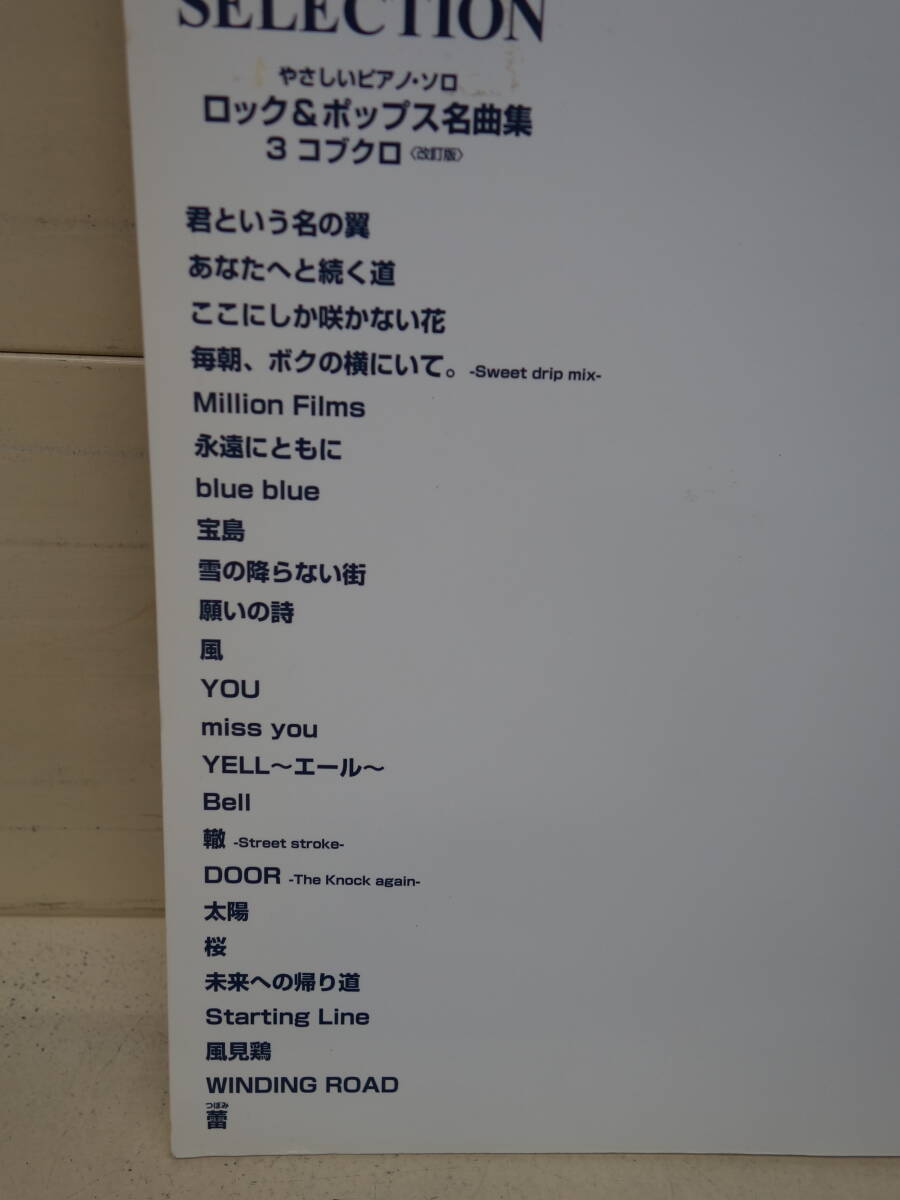 SELECTION
やさしいピアノ・ソロ
ロック&ポップス名曲集
3 コブクロ〈改訂版〉
君という名の翼
あなたへと続く道
ここにしか咲かない花
毎朝、ボクの横にいて。-Sweet drip mix-
Million Films
永遠にともに
blue blue
宝島
雪の降らない街
願いの詩
風
YOU
miss you
YELL〜エール〜
Bell
轍 -Street stroke-
DOOR -The Knock again-
太陽
桜
未来への帰り道
Starting Line
風見鶏
WINDING ROAD
つぼみ
蕾